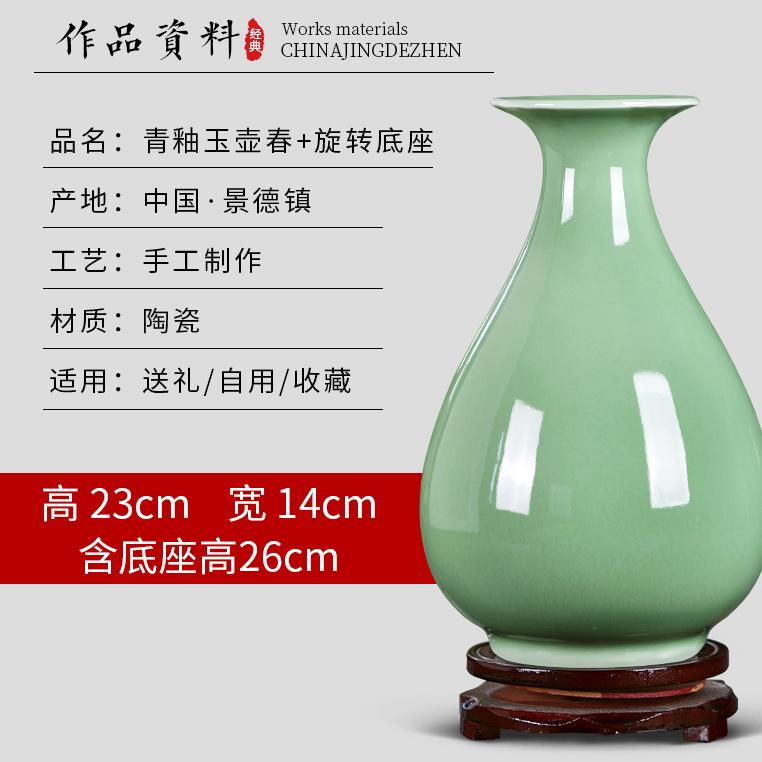 作品資料
经典
Works materials
CHINAJINGDEZHEN
品名：青釉玉壶春+旋转底座
产地：中国·景德镇
工艺：手工制作
材质：陶瓷
适用：送礼/自用/收藏
高 23cm 宽 14cm
含底座高26cm